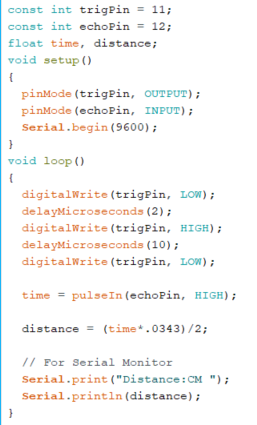 const int trigPin = 11;
const int echoPin = 12;
float time, distance;
void setup()
{
  pinMode(trigPin, OUTPUT);
  pinMode(echoPin, INPUT);
  Serial.begin(9600);
}
void loop()
{
  digitalWrite(trigPin, LOW);
  delayMicroseconds(2);
  digitalWrite(trigPin, HIGH);
  delayMicroseconds(10);
  digitalWrite(trigPin, LOW);

  time = pulseIn(echoPin, HIGH);

  distance = (time*.0343)/2;

  // For Serial Monitor
  Serial.print("Distance:CM ");
  Serial.println(distance);
}